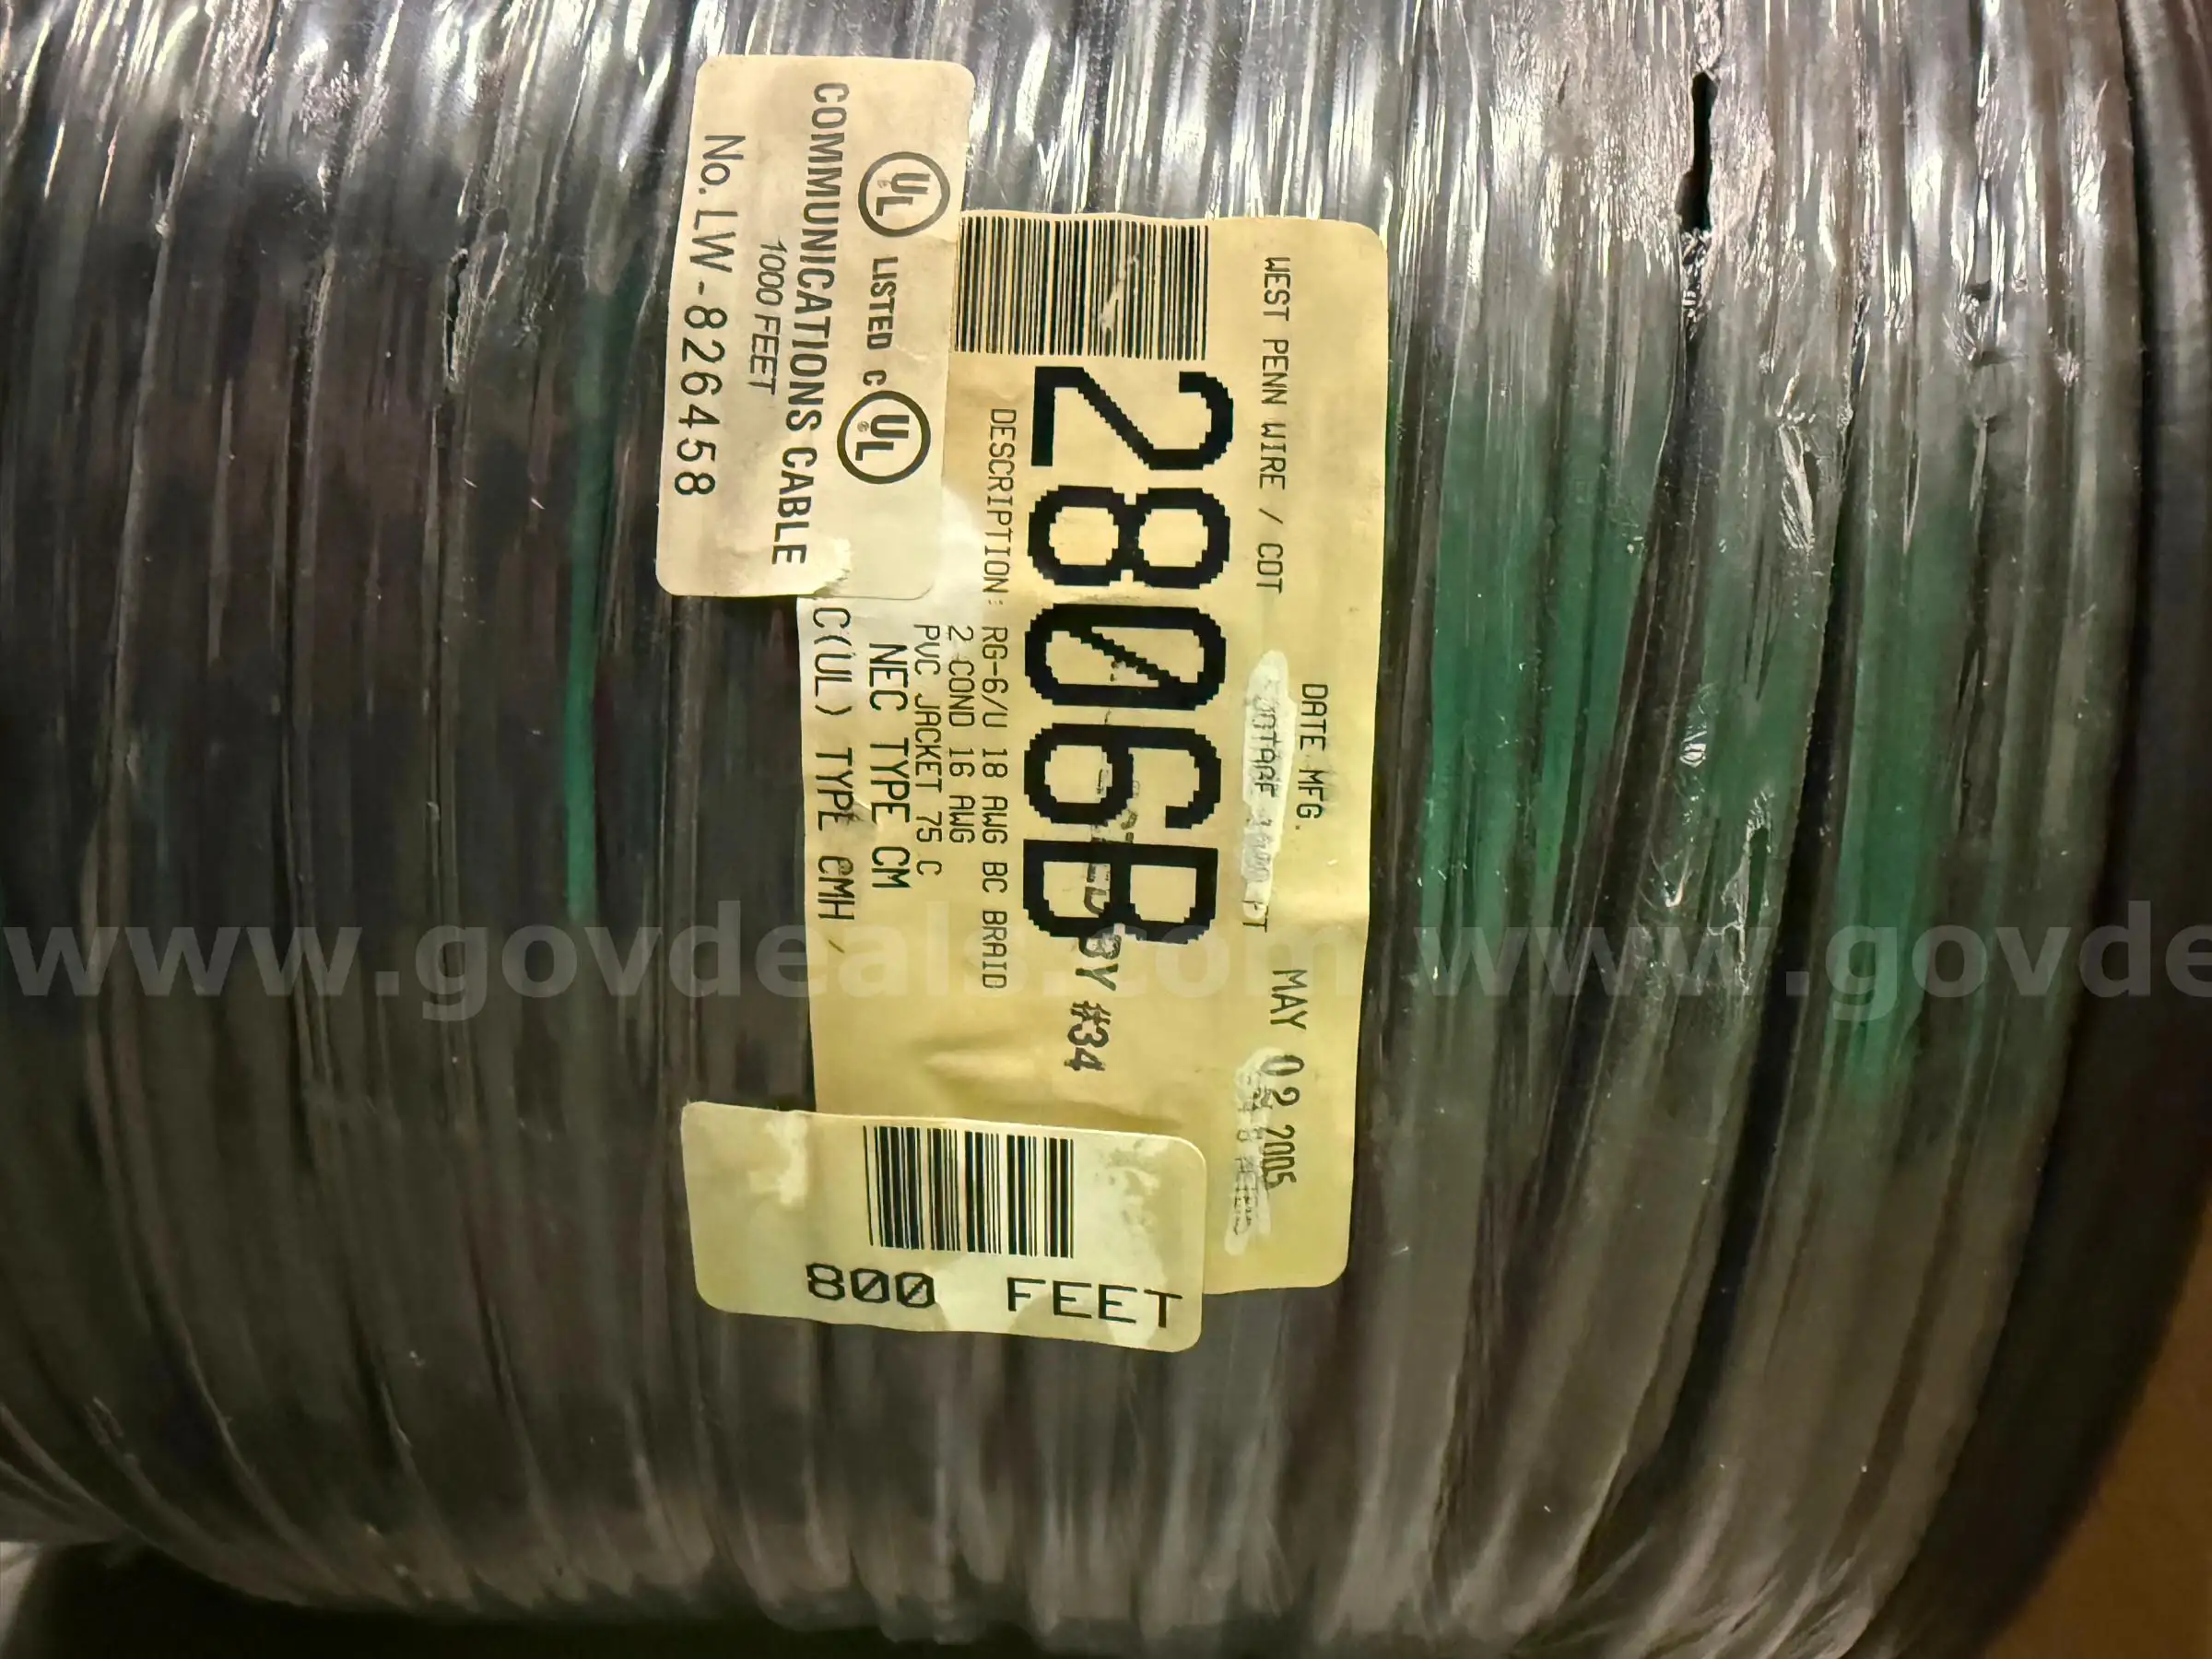 UL LISTED C UL
COMMUNICATIONS CABLE
1000 FEET
No. LW-826458
WEST PENN WIRE / CDT
DATE MFG.
MAY 02 2005
2806B
BY #34
DESCRIPTION: RG-6/U 18 AWG BC BRAID
2 COND 16 AWG
PVC JACKET 75 C
NEC TYPE CM
C(UL) TYPE CMH
800 FEET
www.govdeals.com www.govde